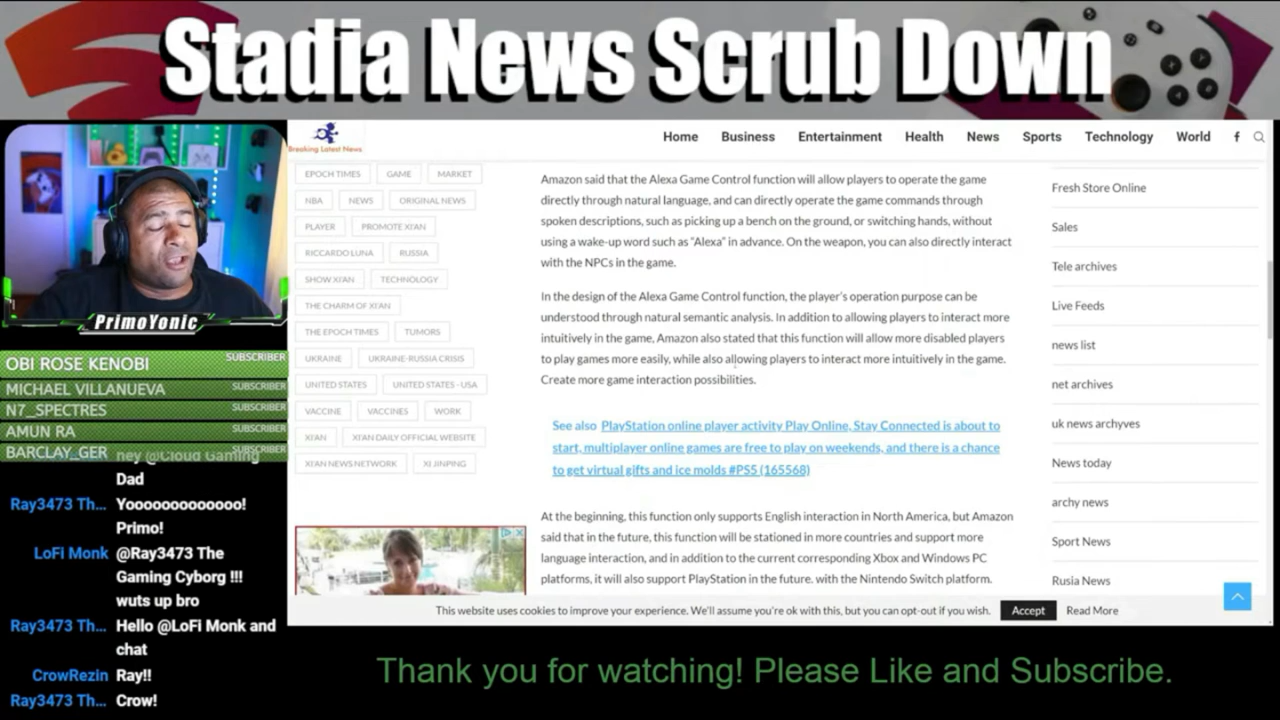 Stadia News Scrub Down
Breaking Latest News
Home Business Entertainment Health News Sports Technology World
EPOCH TIMES GAME MARKET
NBA NEWS ORIGINAL NEWS
PLAYER PROMOTE XI'AN
RICCARDO LUNA RUSSIA
SHOW XI'AN TECHNOLOGY
THE CHARM OF XI'AN
THE EPOCH TIMES TUMORS
UKRAINE UKRAINE-RUSSIA CRISIS
UNITED STATES UNITED STATES - USA
VACCINE VACCINES WORK
XI'AN XI'AN DAILY OFFICIAL WEBSITE
XI'AN NEWS NETWORK XI JINPING
Amazon said that the Alexa Game Control function will allow players to operate the game
directly through natural language, and can directly operate the game commands through
spoken descriptions, such as picking up a bench on the ground, or switching hands, without
using a wake-up word such as "Alexa" in advance. On the weapon, you can also directly interact
with the NPCs in the game.
In the design of the Alexa Game Control function, the player's operation purpose can be
understood through natural semantic analysis. In addition to allowing players to interact more
intuitively in the game, Amazon also stated that this function will allow more disabled players
to play games more easily, while also allowing players to interact more intuitively in the game.
Create more game interaction possibilities.
See also PlayStation online player activity Play Online, Stay Connected is about to
start, multiplayer online games are free to play on weekends, and there is a chance
to get virtual gifts and ice molds #PS5 (165568)
At the beginning, this function only supports English interaction in North America, but Amazon
said that in the future, this function will be stationed in more countries and support more
language interaction, and in addition to the current corresponding Xbox and Windows PC
platforms, it will also support PlayStation in the future. with the Nintendo Switch platform.
Fresh Store Online
Sales
Tele archives
Live Feeds
news list
net archives
uk news archyves
News today
archy news
Sport News
Rusia News
This website uses cookies to improve your experience. We'll assume you're ok with this, but you can opt-out if you wish. Accept Read More
PrimoYonic
OBI ROSE KENOBI SUBSCRIBER
MICHAEL VILLANUEVA SUBSCRIBER
N7_SPECTRES SUBSCRIBER
AMUN RA SUBSCRIBER
BARCLAY_GER SUBSCRIBER
hey @Cloud Gaming
Dad
Ray3473 Th... Yooooooooooooo!
Primo!
LoFi Monk @Ray3473 The
Gaming Cyborg !!!
wuts up bro
Ray3473 Th... Hello @LoFi Monk and
chat
CrowRezin Ray!!
Ray3473 Th... Crow!
Thank you for watching! Please Like and Subscribe.